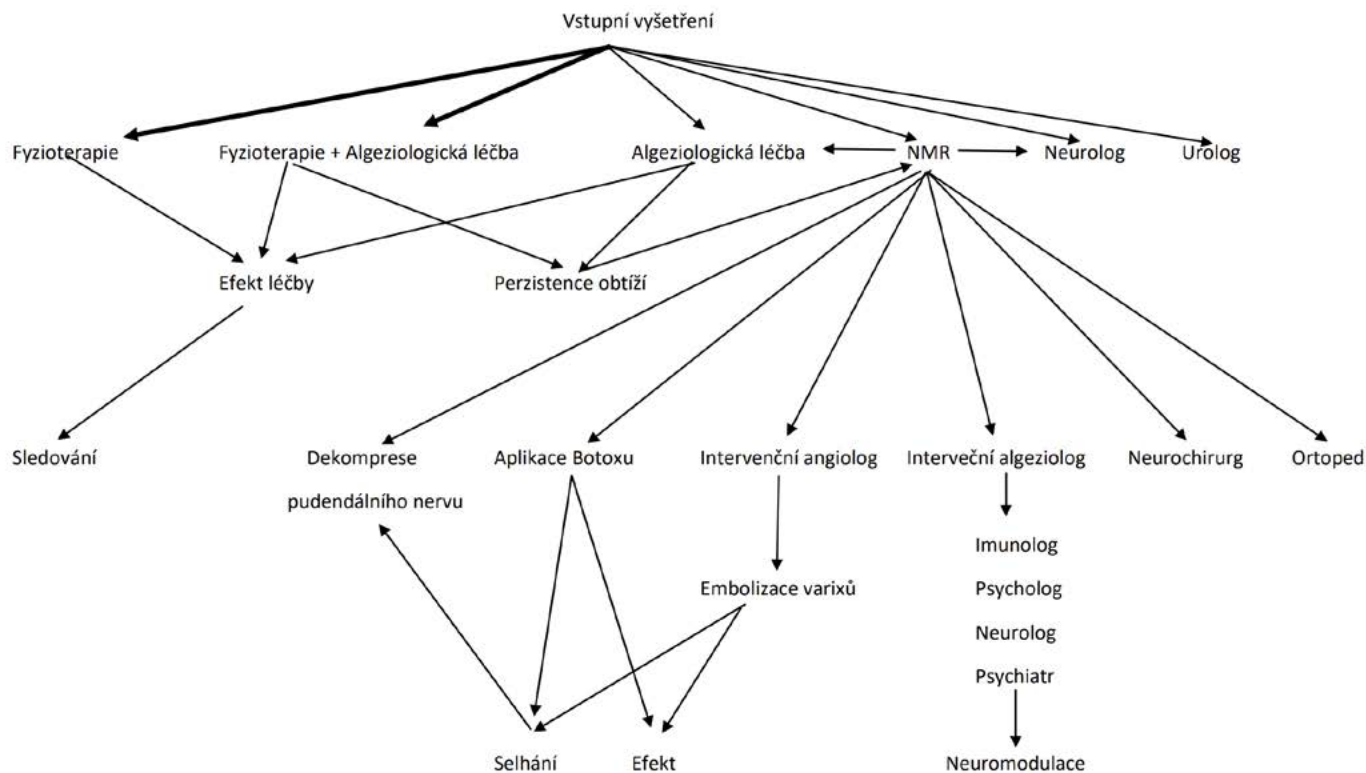 Vstupní vyšetření
Fyzioterapie
Fyzioterapie + Algeziologická léčba
Algeziologická léčba
NMR
Neurolog
Urolog
Efekt léčby
Perzistence obtíží
Sledování
Dekomprese
pudendálního nervu
Aplikace Botoxu
Intervenční angiolog
Interveční algeziolog
Neurochirurg
Ortoped
Imunolog
Embolizace varixů
Psycholog
Neurolog
Psychiatr
Selhání
Efekt
Neuromodulace